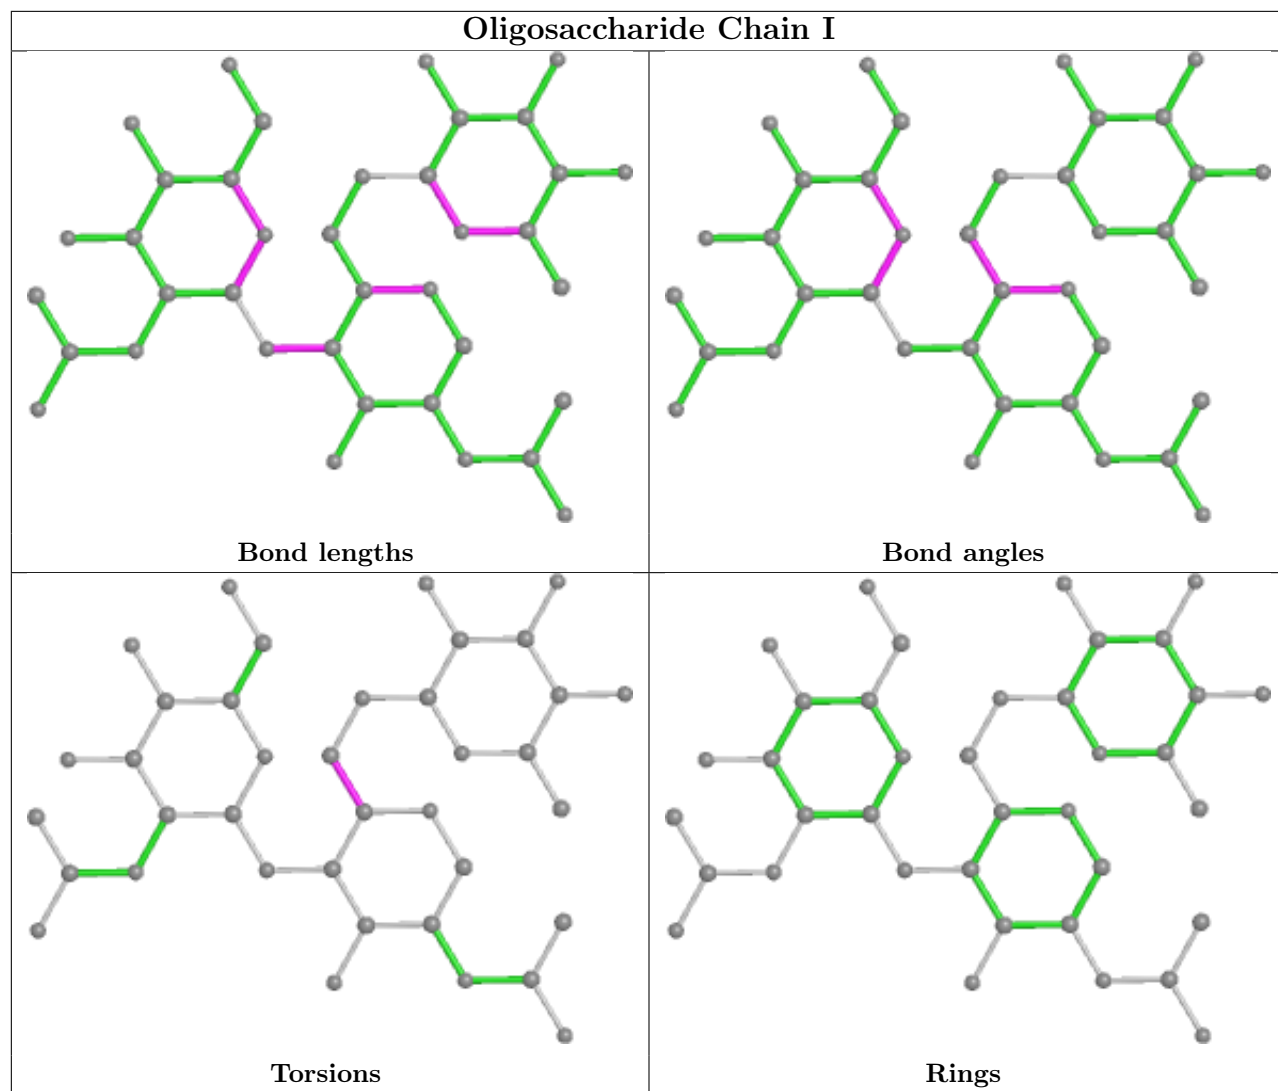 Oligosaccharide Chain I
Bond lengths
Bond angles
Torsions
Rings